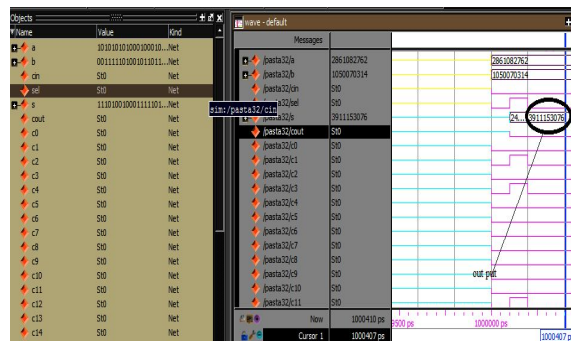 Objects
Name Value Kind
a 10101010101000100010... Net
b 00111110101001011011... Net
cin St0 Net
sel St0 Net
s 11101001000111111101... Net
cout St0 Net
c0 St0 Net
c1 St0 Net
c2 St0 Net
c3 St0 Net
c4 St0 Net
c5 St0 Net
c6 St0 Net
c7 St0 Net
c8 St0 Net
c9 St0 Net
c10 St0 Net
c11 St0 Net
c12 St0 Net
c13 St0 Net
c14 St0 Net
sim:/pasta32/cin
wave - default
Messages
/pasta32/a 2861082762 2861082762
/pasta32/b 1050070314 1050070314
/pasta32/cin St0
/pasta32/sel St0
/pasta32/s 3911153076 24... 3911153076
/pasta32/cout St0
/pasta32/c0 St0
/pasta32/c1 St0
/pasta32/c2 St0
/pasta32/c3 St0
/pasta32/c4 St0
/pasta32/c5 St0
/pasta32/c6 St0
/pasta32/c7 St0
/pasta32/c8 St0
/pasta32/c9 St0
/pasta32/c10 St0
/pasta32/c11 St0
out put
Now 1000410 ps 9500 ps 1000000 ps
Cursor 1 1000407 ps 1000407 p